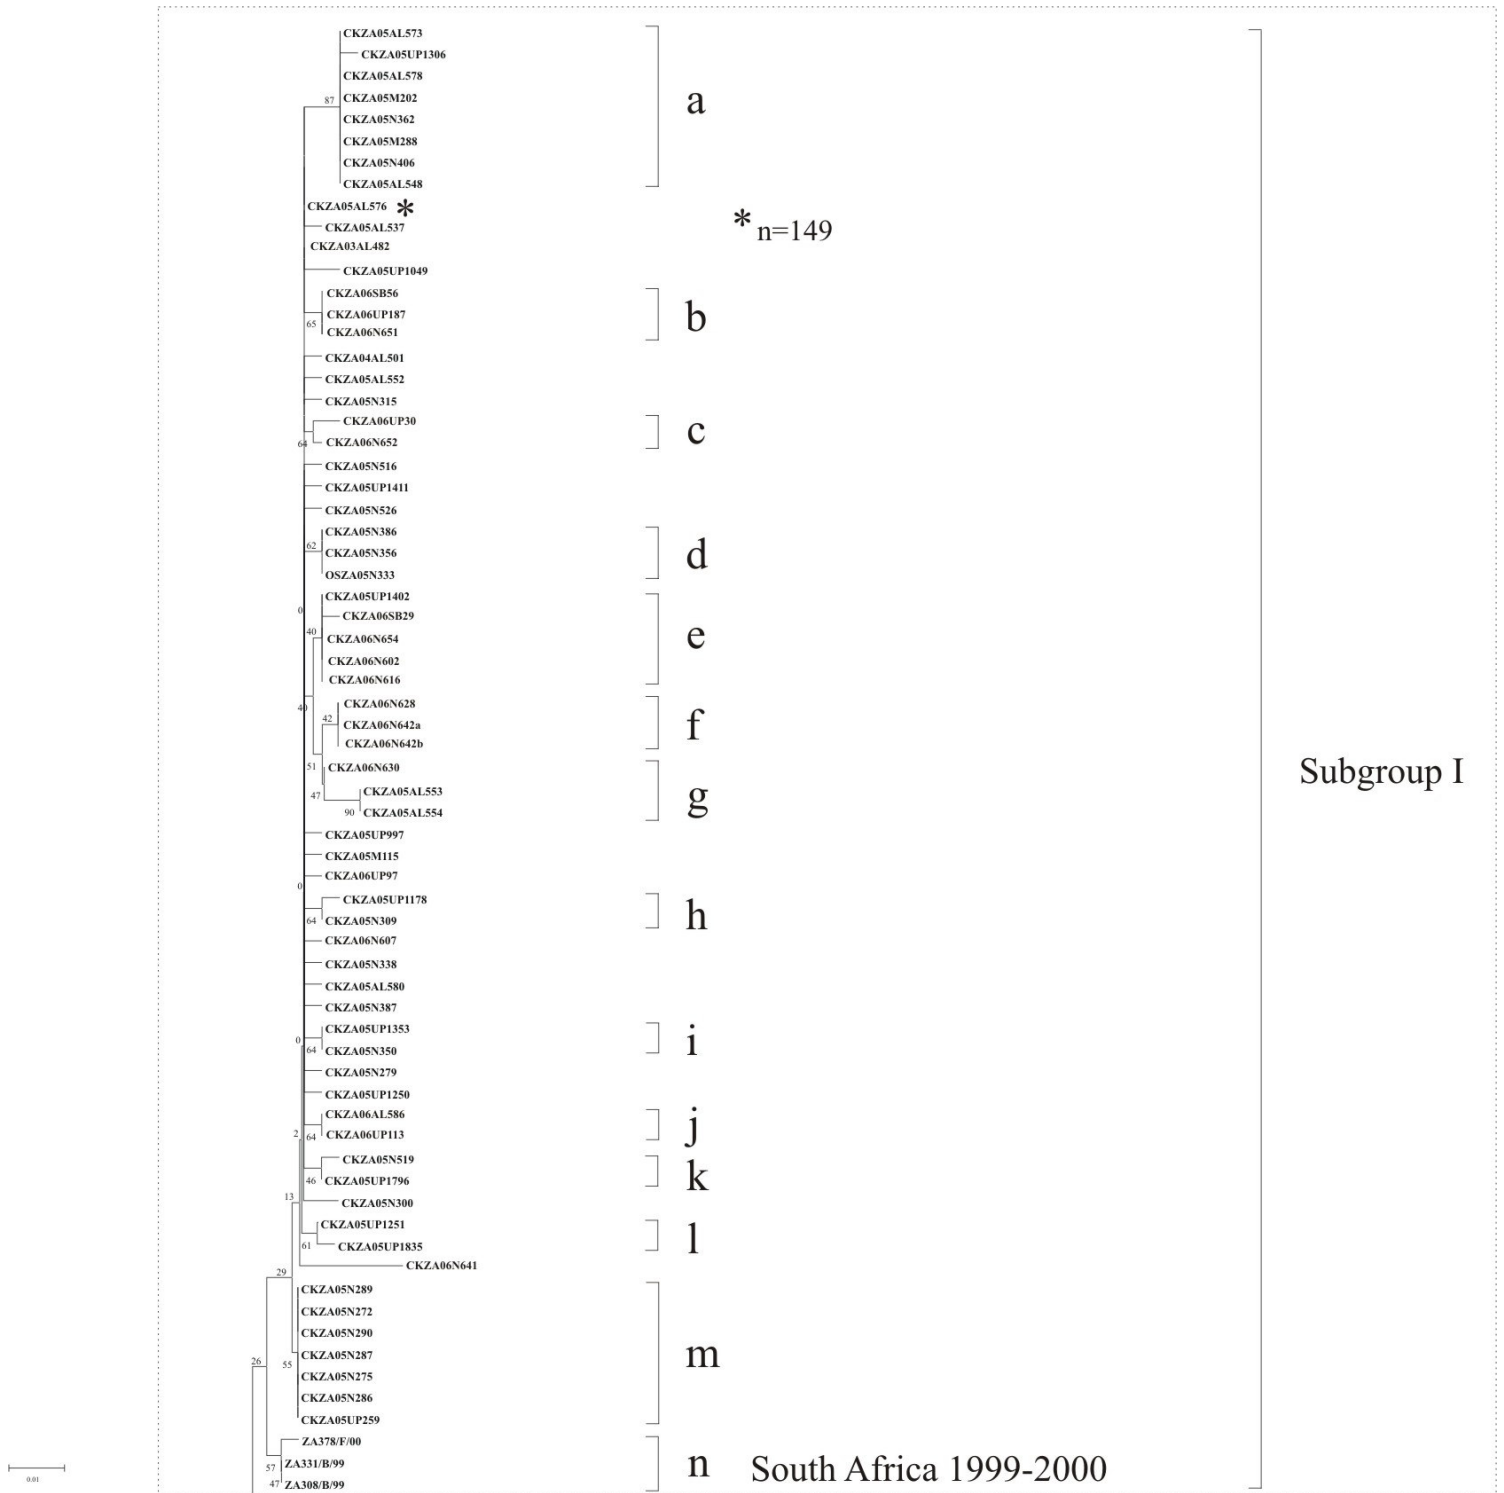 CKZA05AL573
CKZA05UP1306
CKZA05AL578
87
CKZA05M202
a
CKZA05N362
CKZA05M288
CKZA05N406
CKZA05AL548
CKZA05AL576 *
* n=149
CKZA05AL537
CKZA03AL482
CKZA05UP1049
CKZA06SB56
CKZA06UP187
b
65
CKZA06N651
CKZA04AL501
CKZA05AL552
CKZA05N315
CKZA06UP30
c
64
CKZA06N652
CKZA05N516
CKZA05UP1411
CKZA05N526
CKZA05N386
62
CKZA05N356
d
OSZA05N333
CKZA05UP1402
0
CKZA06SB29
40
CKZA06N654
e
CKZA06N602
CKZA06N616
40
CKZA06N628
42
CKZA06N642a
f
CKZA06N642b
51
CKZA06N630
Subgroup I
47
CKZA05AL553
g
90
CKZA05AL554
CKZA05UP997
CKZA05M115
CKZA06UP97
0
CKZA05UP1178
h
64
CKZA05N309
CKZA06N607
CKZA05N338
CKZA05AL580
CKZA05N387
CKZA05UP1353
0
i
64
CKZA05N350
CKZA05N279
CKZA05UP1250
CKZA06AL586
j
2
64
CKZA06UP113
CKZA05N519
k
46
CKZA05UP1796
13
CKZA05N300
CKZA05UP1251
l
61
CKZA05UP1835
CKZA06N641
29
CKZA05N289
CKZA05N272
CKZA05N290
m
26
55
CKZA05N287
CKZA05N275
CKZA05N286
CKZA05UP259
ZA378/F/00
57
ZA331/B/99
n South Africa 1999-2000
0.01
47
ZA308/B/99